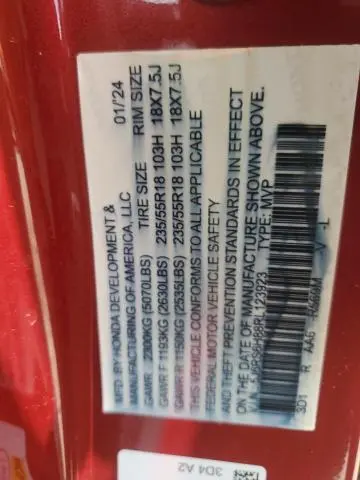 MFD. BY HONDA DEVELOPMENT &
MANUFACTURING OF AMERICA, LLC 01/'24
GAWR 2300KG (5070LBS) TIRE SIZE RIM SIZE
GAWR F 1193KG (2630LBS) 235/55R18 103H 18X7.5J
GAWR R 1150KG (2535LBS) 235/55R18 103H 18X7.5J
THIS VEHICLE CONFORMS TO ALL APPLICABLE
FEDERAL MOTOR VEHICLE SAFETY
AND THEFT PREVENTION STANDARDS IN EFFECT
ON THE DATE OF MANUFACTURE SHOWN ABOVE.
V.I.N. TYPE: MVP
3D1 R AA6 V -L
3D4 A2